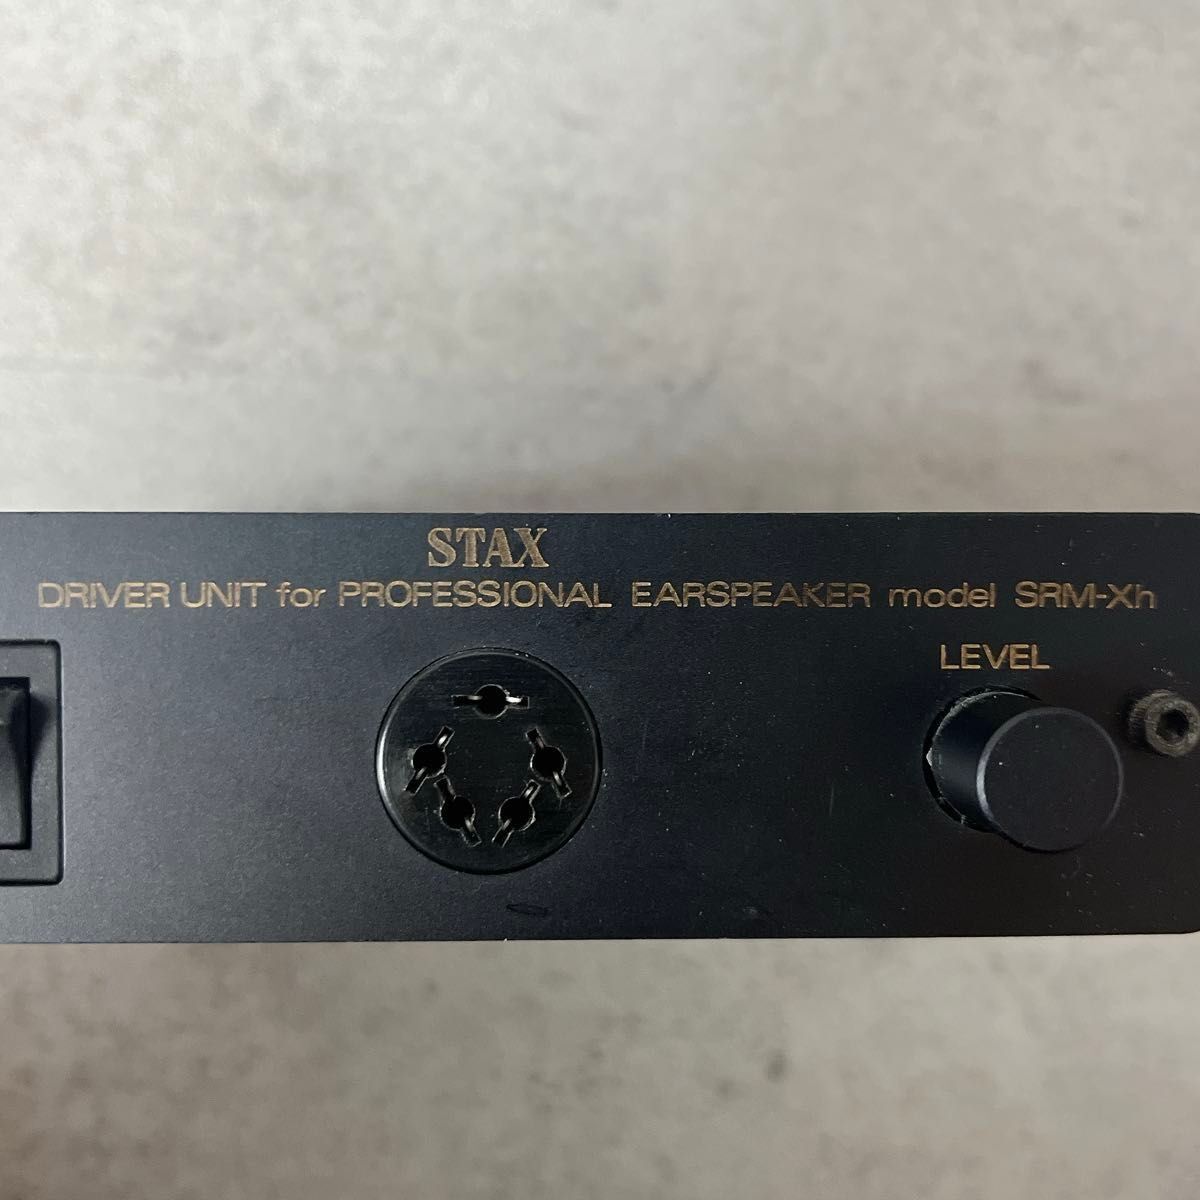 STAX
DRIVER UNIT for PROFESSIONAL EARSPEAKER model SRM-Xh
LEVEL